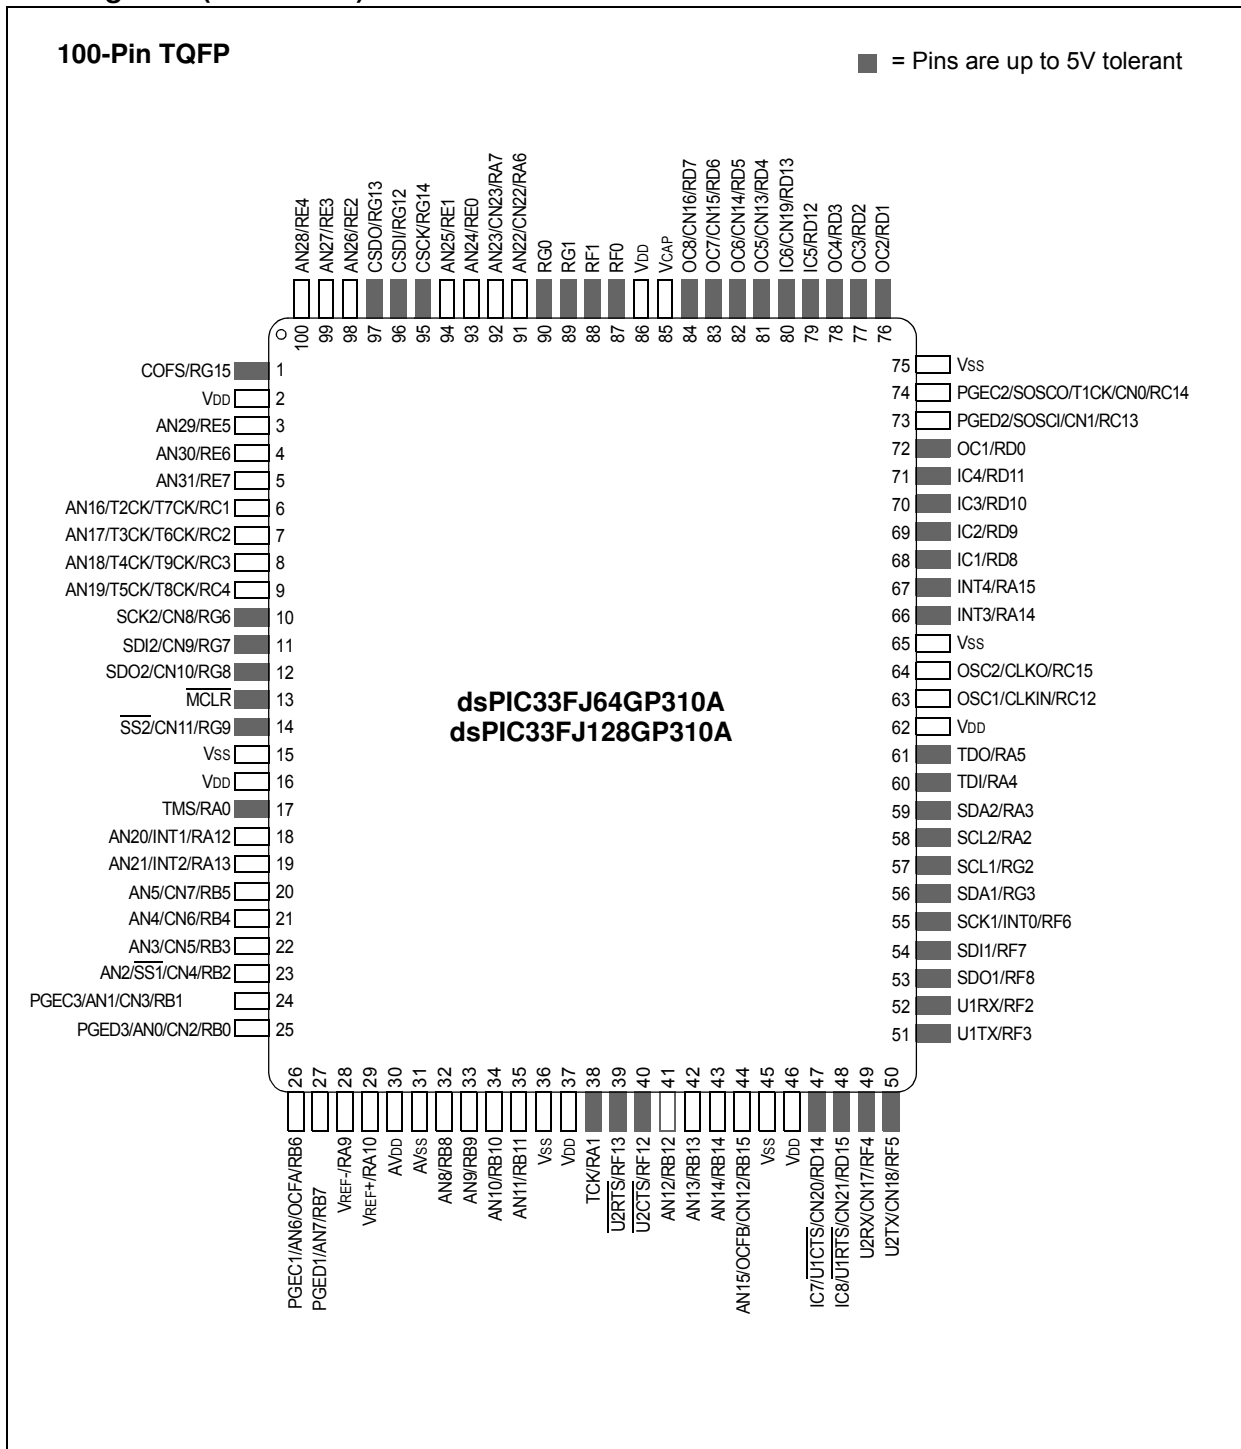 100-Pin TQFP
= Pins are up to 5V tolerant
AN28/RE4
AN27/RE3
AN26/RE2
CSDO/RG13
CSDI/RG12
CSCK/RG14
AN25/RE1
AN24/RE0
AN23/CN23/RA7
AN22/CN22/RA6
RG0
RG1
RF1
RF0
VDD
VCAP
OC8/CN16/RD7
OC7/CN15/RD6
OC6/CN14/RD5
OC5/CN13/RD4
IC6/CN19/RD13
IC5/RD12
OC4/RD3
OC3/RD2
OC2/RD1
100 99 98 97 96 95 94 93 92 91 90 89 88 87 86 85 84 83 82 81 80 79 78 77 76
COFS/RG15 1
VDD 2
AN29/RE5 3
AN30/RE6 4
AN31/RE7 5
AN16/T2CK/T7CK/RC1 6
AN17/T3CK/T6CK/RC2 7
AN18/T4CK/T9CK/RC3 8
AN19/T5CK/T8CK/RC4 9
SCK2/CN8/RG6 10
SDI2/CN9/RG7 11
SDO2/CN10/RG8 12
MCLR 13
SS2/CN11/RG9 14
VSS 15
VDD 16
TMS/RA0 17
AN20/INT1/RA12 18
AN21/INT2/RA13 19
AN5/CN7/RB5 20
AN4/CN6/RB4 21
AN3/CN5/RB3 22
AN2/SS1/CN4/RB2 23
PGEC3/AN1/CN3/RB1 24
PGED3/AN0/CN2/RB0 25
dsPIC33FJ64GP310A
dsPIC33FJ128GP310A
75 VSS
74 PGEC2/SOSCO/T1CK/CN0/RC14
73 PGED2/SOSCI/CN1/RC13
72 OC1/RD0
71 IC4/RD11
70 IC3/RD10
69 IC2/RD9
68 IC1/RD8
67 INT4/RA15
66 INT3/RA14
65 VSS
64 OSC2/CLKO/RC15
63 OSC1/CLKIN/RC12
62 VDD
61 TDO/RA5
60 TDI/RA4
59 SDA2/RA3
58 SCL2/RA2
57 SCL1/RG2
56 SDA1/RG3
55 SCK1/INT0/RF6
54 SDI1/RF7
53 SDO1/RF8
52 U1RX/RF2
51 U1TX/RF3
26 27 28 29 30 31 32 33 34 35 36 37 38 39 40 41 42 43 44 45 46 47 48 49 50
PGEC1/AN6/OCFA/RB6
PGED1/AN7/RB7
VREF-/RA9
VREF+/RA10
AVDD
AVSS
AN8/RB8
AN9/RB9
AN10/RB10
AN11/RB11
VSS
VDD
TCK/RA1
U2RTS/RF13
U2CTS/RF12
AN12/RB12
AN13/RB13
AN14/RB14
AN15/OCFB/CN12/RB15
VSS
VDD
IC7/U1CTS/CN20/RD14
IC8/U1RTS/CN21/RD15
U2RX/CN17/RF4
U2TX/CN18/RF5